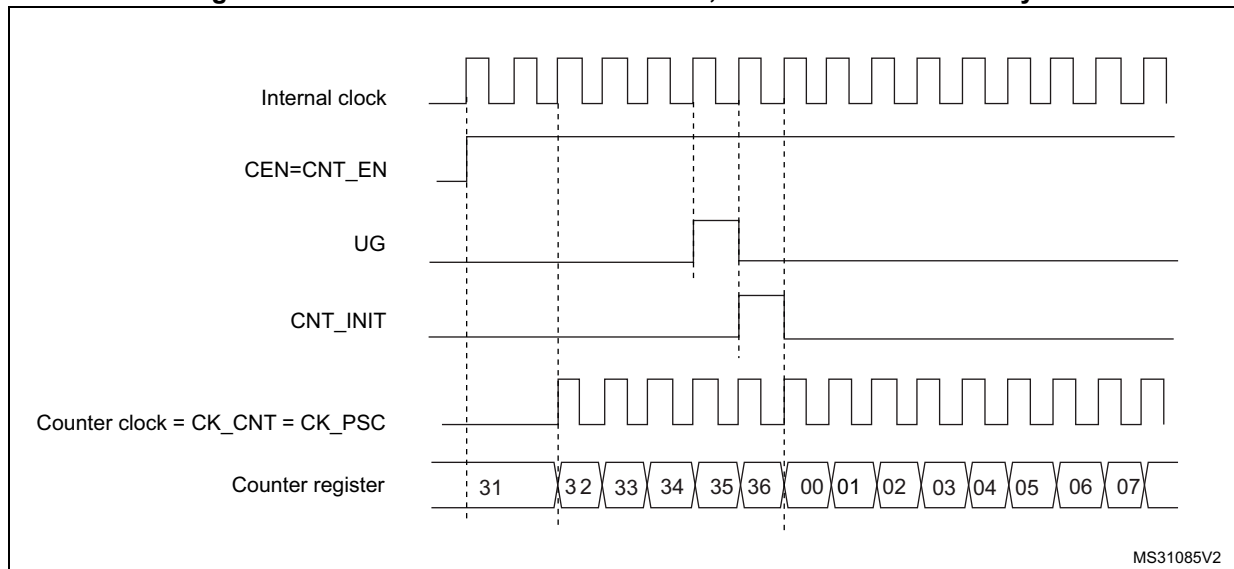 Internal clock
CEN=CNT_EN
UG
CNT_INIT
Counter clock = CK_CNT = CK_PSC
Counter register 31 32 33 34 35 36 00 01 02 03 04 05 06 07
MS31085V2